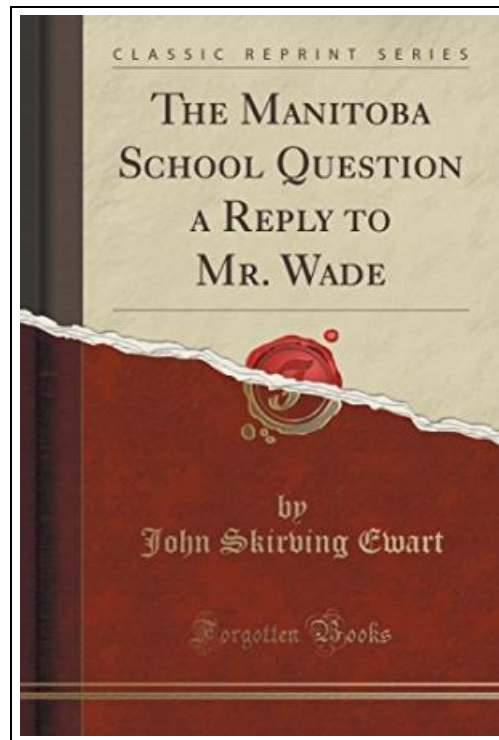 CLASSIC REPRINT SERIES
THE MANITOBA
SCHOOL QUESTION
A REPLY TO
MR. WADE
by
John Skirving Ewart
Forgotten Books